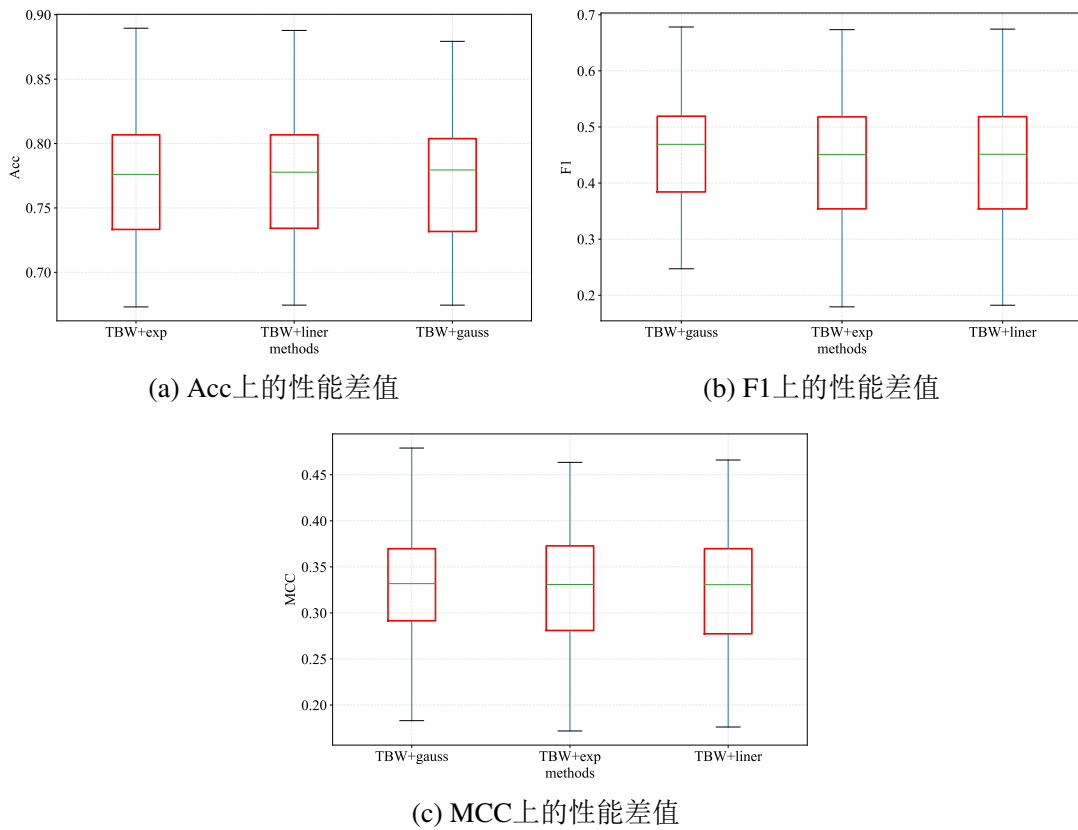 0.90
0.85
0.80
0.75
0.70
Acc
TBW+exp TBW+liner TBW+gauss
methods
(a) Acc上的性能差值
0.7
0.6
0.5
0.4
0.3
0.2
F1
TBW+gauss TBW+exp TBW+liner
methods
(b) F1上的性能差值
0.45
0.40
0.35
0.30
0.25
0.20
MCC
TBW+gauss TBW+exp TBW+liner
methods
(c) MCC上的性能差值